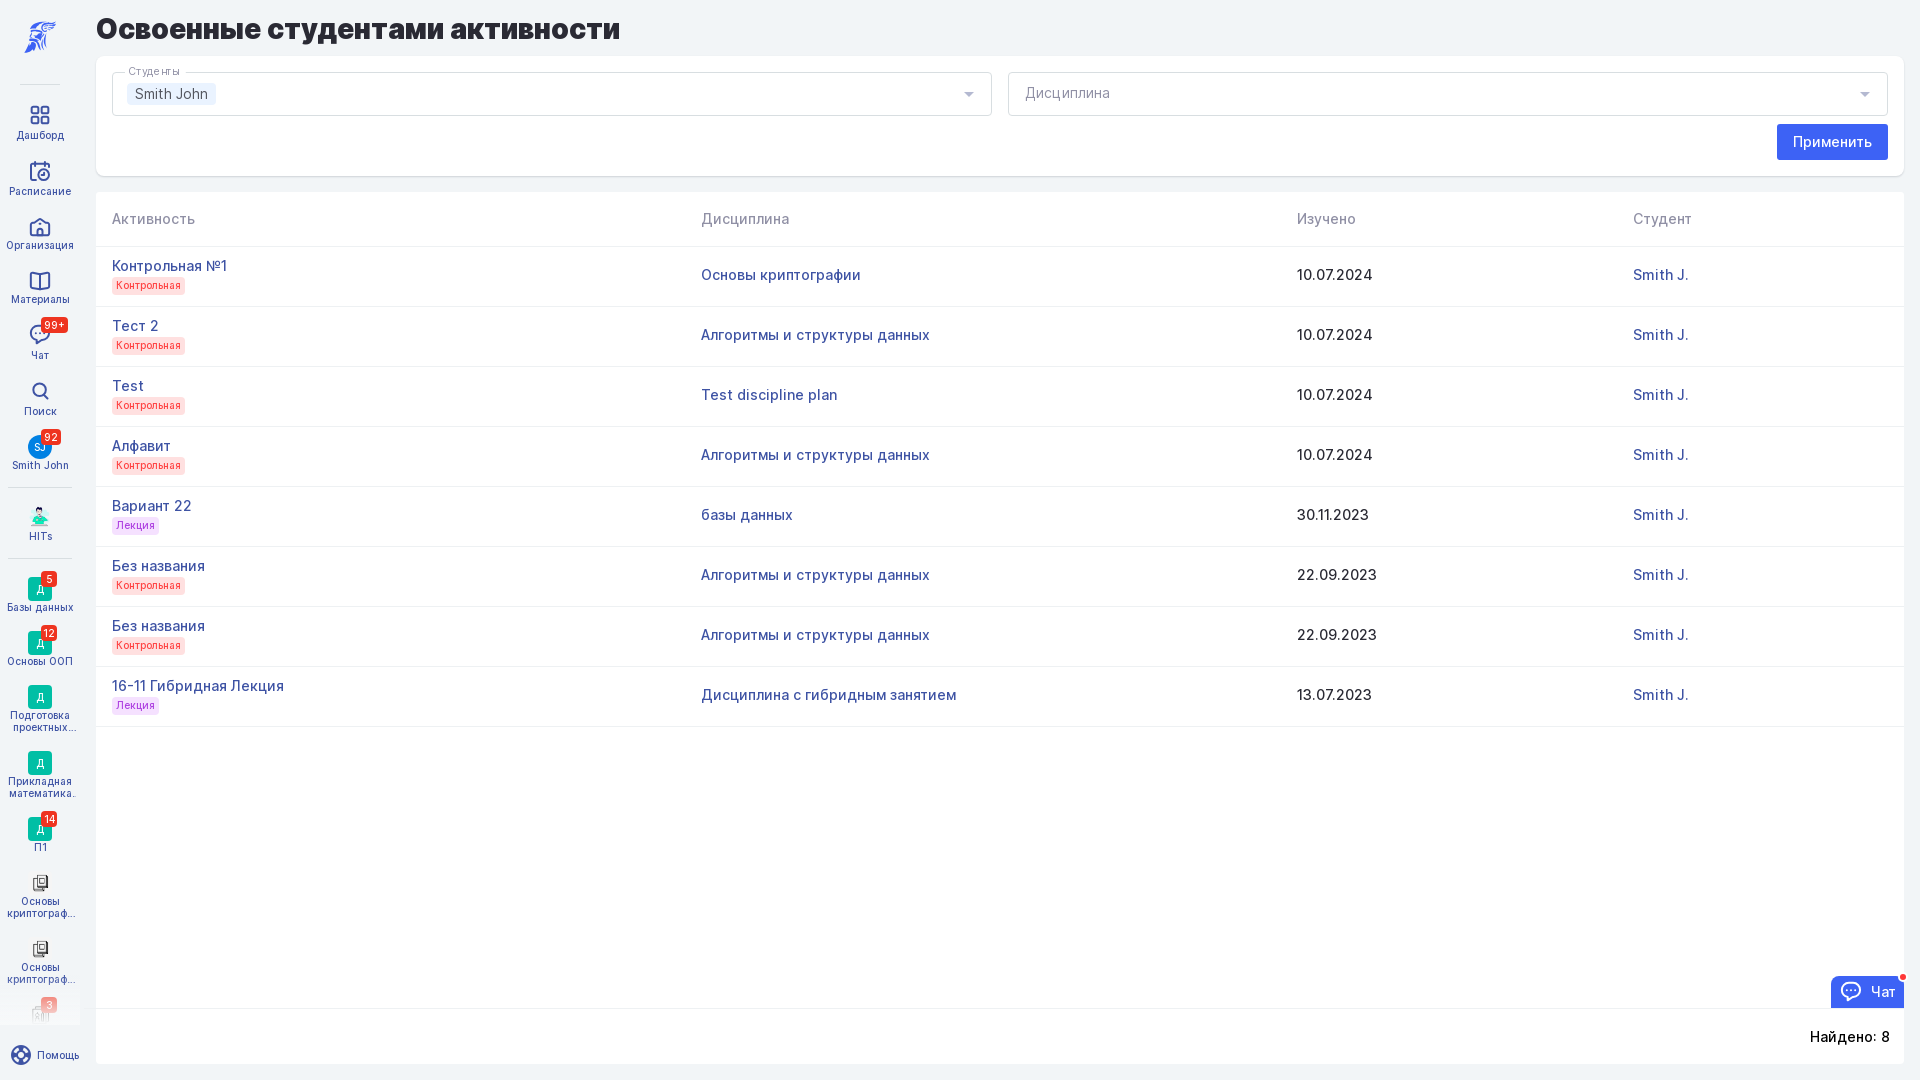 Освоенные студентами активности
Студенты
Smith John
Дисциплина
Применить
Активность Дисциплина Изучено Студент
Контрольная №1
Контрольная
Основы криптографии 10.07.2024 Smith J.
Тест 2
Контрольная
Алгоритмы и структуры данных 10.07.2024 Smith J.
Test
Контрольная
Test discipline plan 10.07.2024 Smith J.
Алфавит
Контрольная
Алгоритмы и структуры данных 10.07.2024 Smith J.
Вариант 22
Лекция
базы данных 30.11.2023 Smith J.
Без названия
Контрольная
Алгоритмы и структуры данных 22.09.2023 Smith J.
Без названия
Контрольная
Алгоритмы и структуры данных 22.09.2023 Smith J.
16-11 Гибридная Лекция
Лекция
Дисциплина с гибридным занятием 13.07.2023 Smith J.
Чат
Найдено: 8
Дашборд
Расписание
Организация
Материалы
99+
Чат
Поиск
92
SJ
Smith John
HITs
5
Д
Базы данных
12
Д
Основы ООП
Д
Подготовка
проектных...
Д
Прикладная
математика.
14
Д
П1
Основы
криптограф...
Основы
криптограф...
3
Помощь